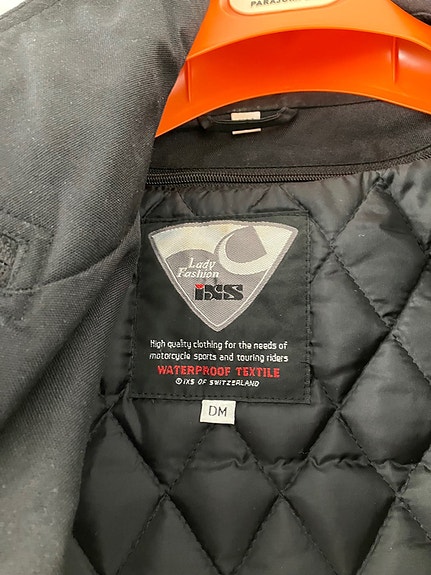 PARAJUM
Lady
Fashion
iXS
High quality clothing for the needs of
motorcycle sports and touring riders
WATERPROOF TEXTILE
© iXS OF SWITZERLAND
DM